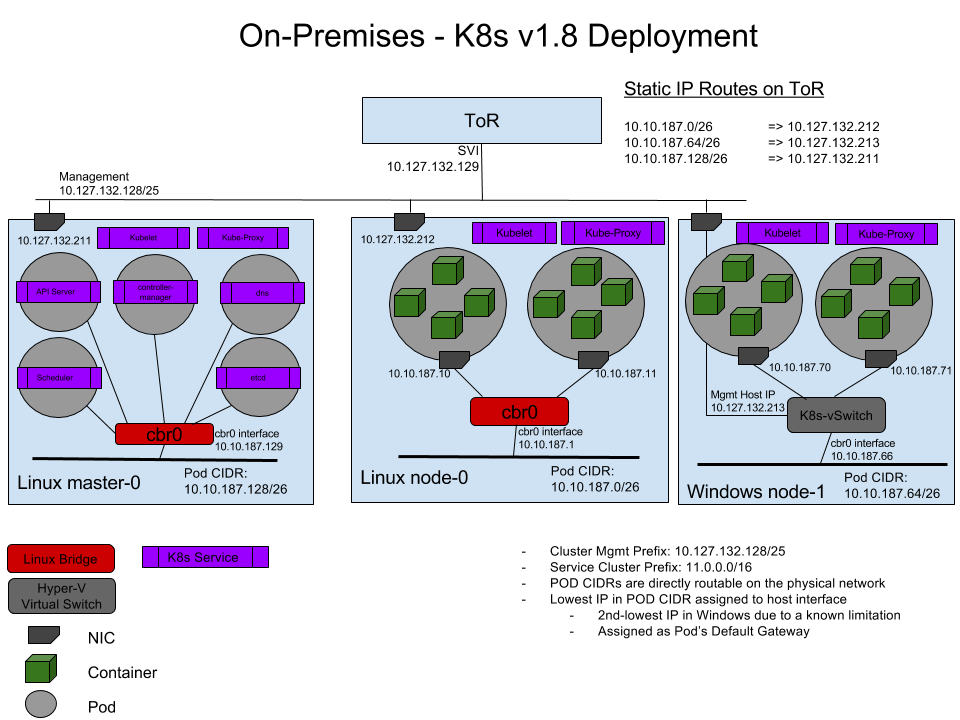 On-Premises - K8s v1.8 Deployment
Static IP Routes on ToR
10.10.187.0/26 => 10.127.132.212
10.10.187.64/26 => 10.127.132.213
10.10.187.128/26 => 10.127.132.211
ToR
SVI
10.127.132.129
Management
10.127.132.128/25
10.127.132.211
Kubelet
Kube-Proxy
API Server
controller-
manager
dns
Scheduler
etcd
cbr0
cbr0 interface
10.10.187.129
Linux master-0
Pod CIDR:
10.10.187.128/26
10.127.132.212
Kubelet
Kube-Proxy
10.10.187.10
10.10.187.11
cbr0
cbr0 interface
10.10.187.1
Linux node-0
Pod CIDR:
10.10.187.0/26
Kubelet
Kube-Proxy
10.10.187.70
10.10.187.71
Mgmt Host IP
10.127.132.213
K8s-vSwitch
cbr0 interface
10.10.187.66
Windows node-1
Pod CIDR:
10.10.187.64/26
Linux Bridge
K8s Service
Hyper-V
Virtual Switch
NIC
Container
Pod
- Cluster Mgmt Prefix: 10.127.132.128/25
- Service Cluster Prefix: 11.0.0.0/16
- POD CIDRs are directly routable on the physical network
- Lowest IP in POD CIDR assigned to host interface
- 2nd-lowest IP in Windows due to a known limitation
- Assigned as Pod's Default Gateway